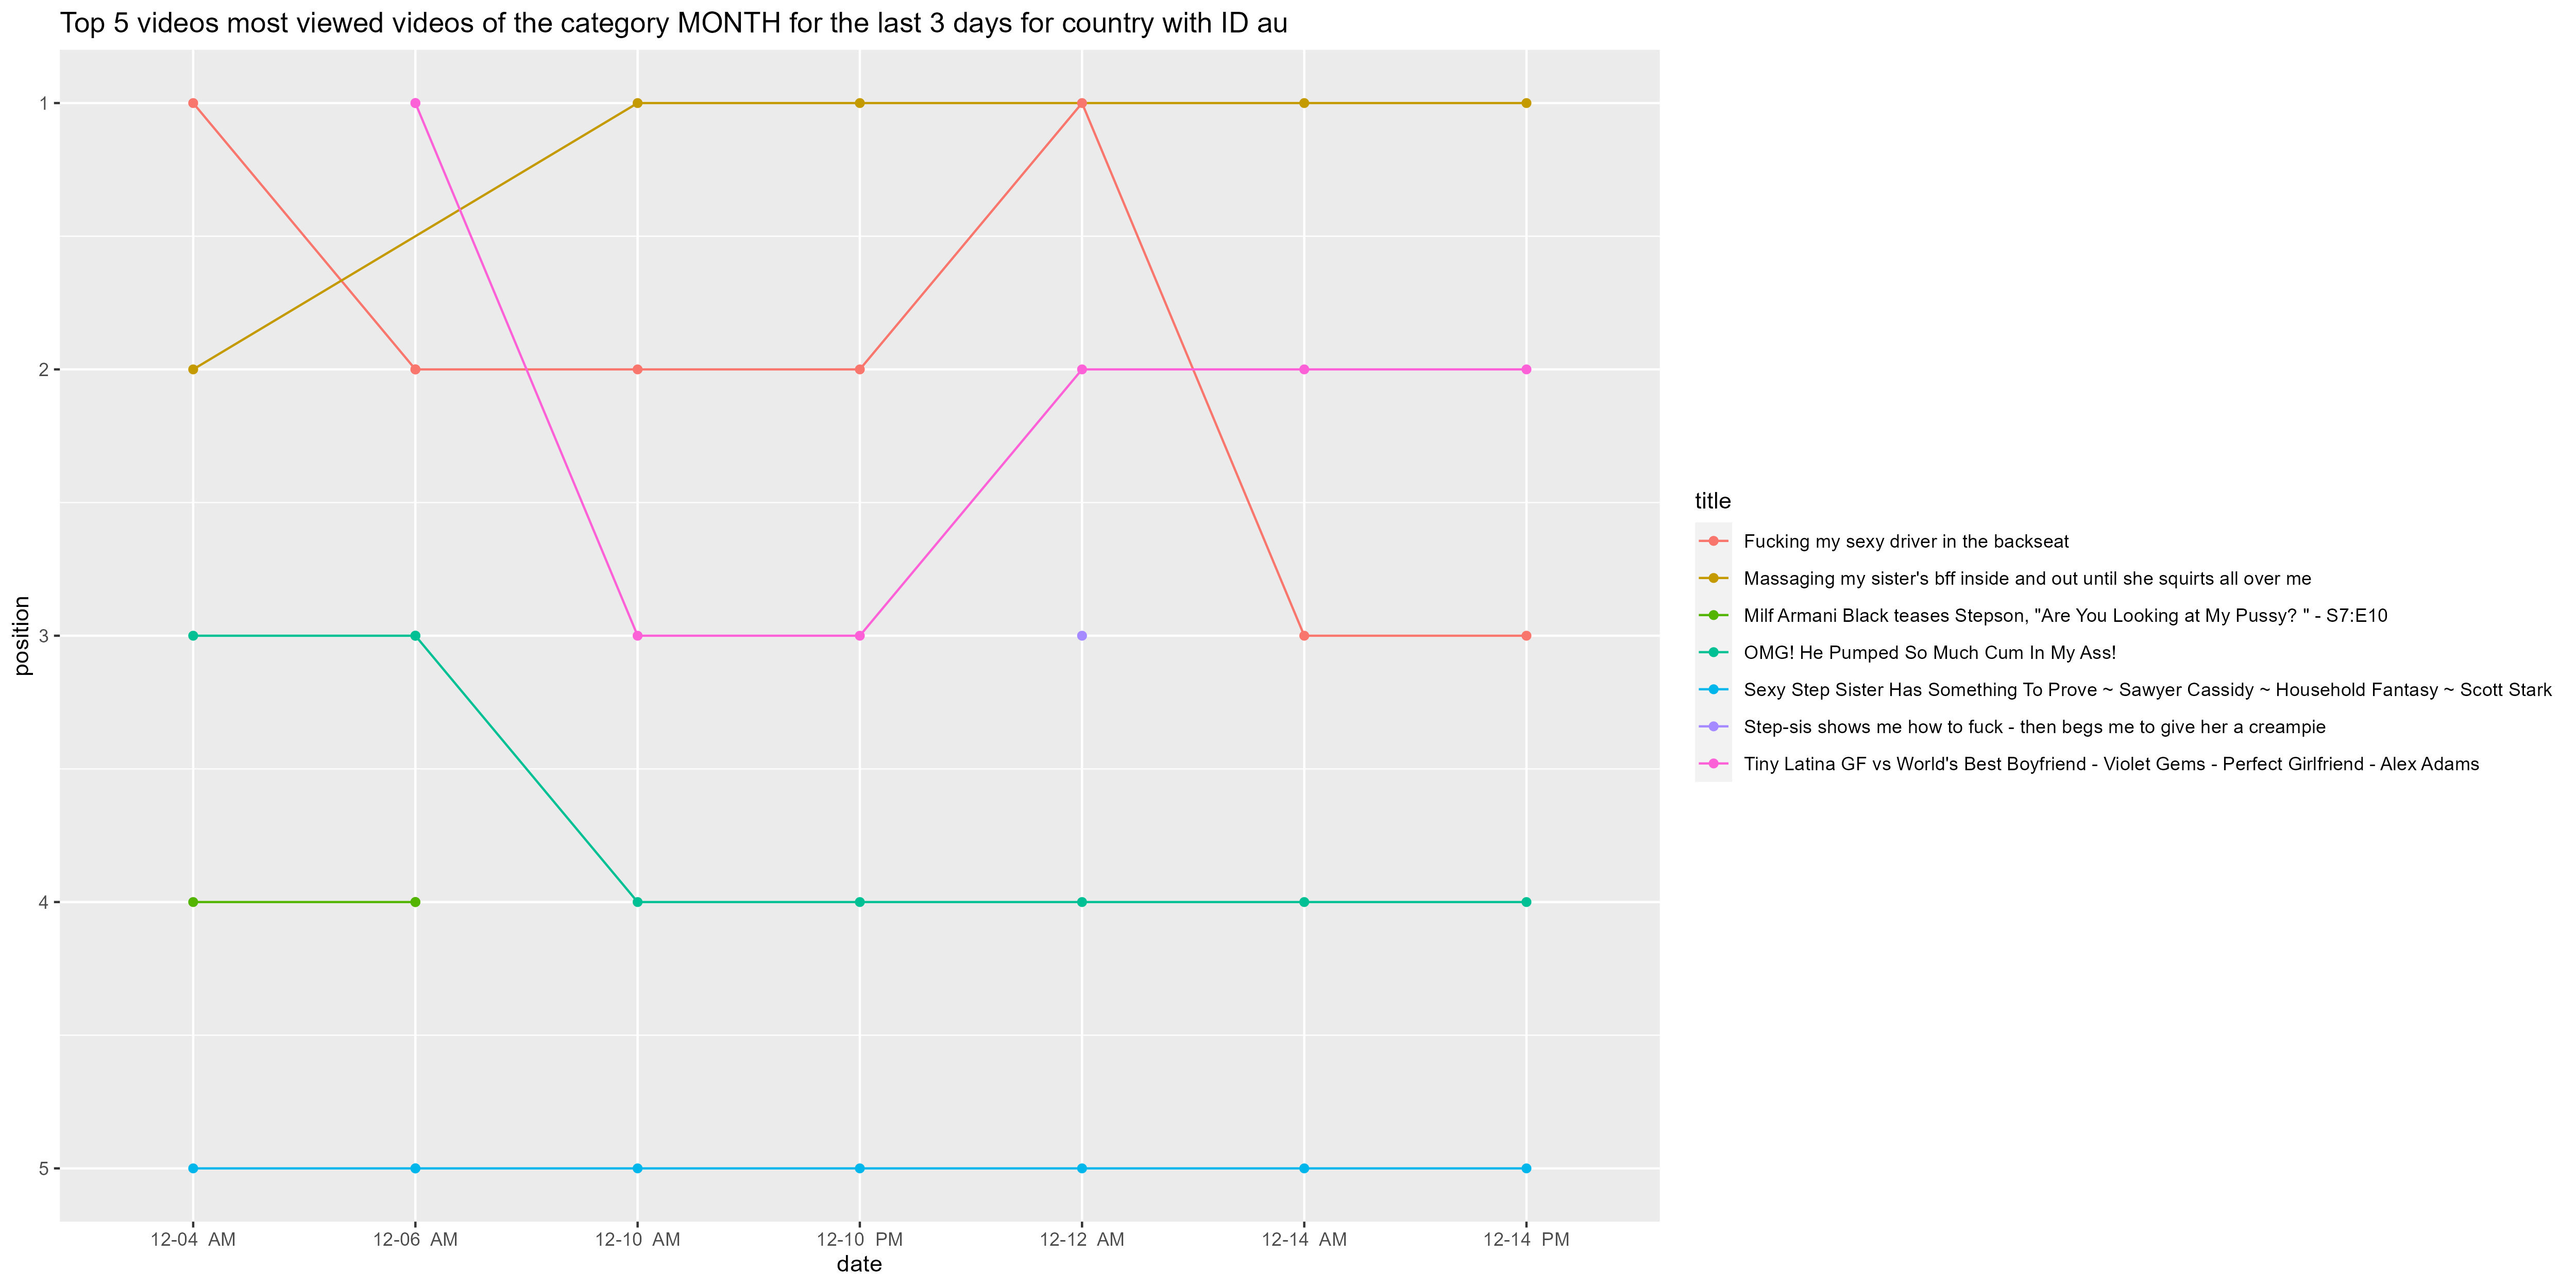 Top 5 videos most viewed videos of the category MONTH for the last 3 days for country with ID au
position
1
2
3
4
5
12-04 AM
12-06 AM
12-10 AM
12-10 PM
12-12 AM
12-14 AM
12-14 PM
date
title
Fucking my sexy driver in the backseat
Massaging my sister's bff inside and out until she squirts all over me
Milf Armani Black teases Stepson, "Are You Looking at My Pussy? " - S7:E10
OMG! He Pumped So Much Cum In My Ass!
Sexy Step Sister Has Something To Prove ~ Sawyer Cassidy ~ Household Fantasy ~ Scott Stark
Step-sis shows me how to fuck - then begs me to give her a creampie
Tiny Latina GF vs World's Best Boyfriend - Violet Gems - Perfect Girlfriend - Alex Adams